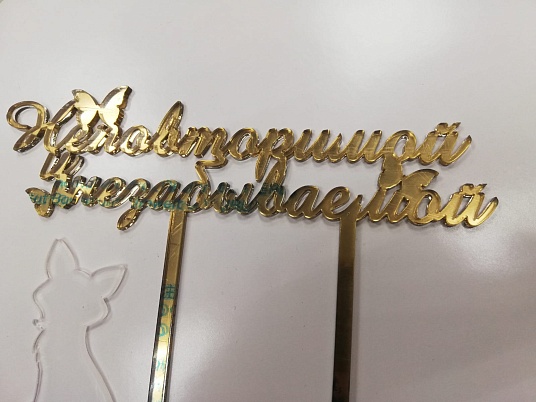 Неповторимой
и незабываемой